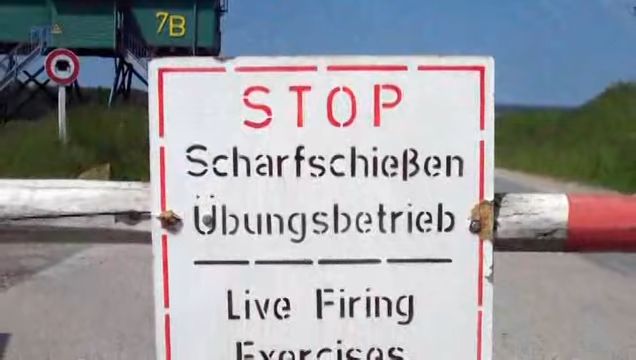 7B
STOP
Scharfschießen
Übungsbetrieb
Live Firing
Exercises